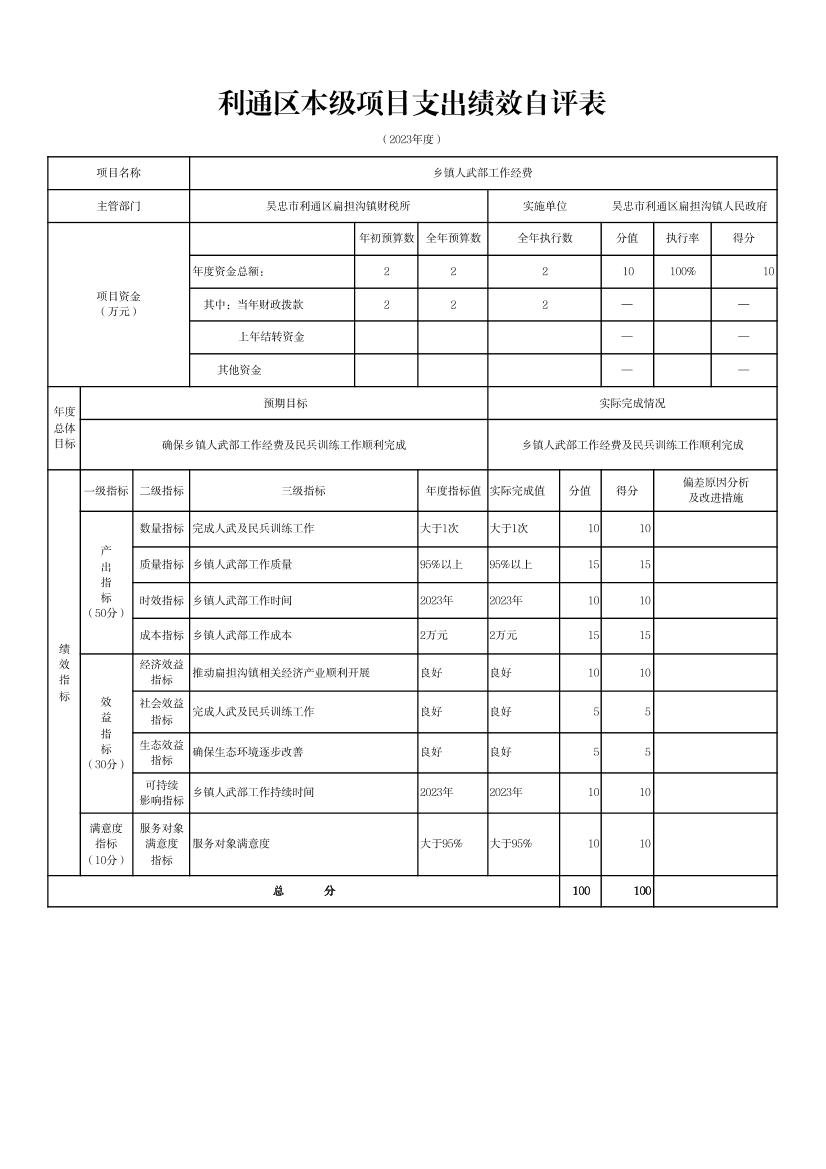 利通区本级项目支出绩效自评表
（2023年度）
项目名称 乡镇人武部工作经费
主管部门 吴忠市利通区扁担沟镇财税所 实施单位 吴忠市利通区扁担沟镇人民政府
项目资金
（万元）
年初预算数 全年预算数 全年执行数 分值 执行率 得分
年度资金总额： 2 2 2 10 100% 10
其中：当年财政拨款 2 2 2 — —
上年结转资金 — —
其他资金 — —
年度
总体
目标
预期目标 实际完成情况
确保乡镇人武部工作经费及民兵训练工作顺利完成 乡镇人武部工作经费及民兵训练工作顺利完成
绩
效
指
标
一级指标 二级指标 三级指标 年度指标值 实际完成值 分值 得分 偏差原因分析
及改进措施
产
出
指
标
（50分）
数量指标 完成人武及民兵训练工作 大于1次 大于1次 10 10
质量指标 乡镇人武部工作质量 95%以上 95%以上 15 15
时效指标 乡镇人武部工作时间 2023年 2023年 10 10
成本指标 乡镇人武部工作成本 2万元 2万元 15 15
效
益
指
标
（30分）
经济效益
指标 推动扁担沟镇相关经济产业顺利开展 良好 良好 10 10
社会效益
指标 完成人武及民兵训练工作 良好 良好 5 5
生态效益
指标 确保生态环境逐步改善 良好 良好 5 5
可持续
影响指标 乡镇人武部工作持续时间 2023年 2023年 10 10
满意度
指标
（10分）
服务对象
满意度
指标 服务对象满意度 大于95% 大于95% 10 10
总 分 100 100